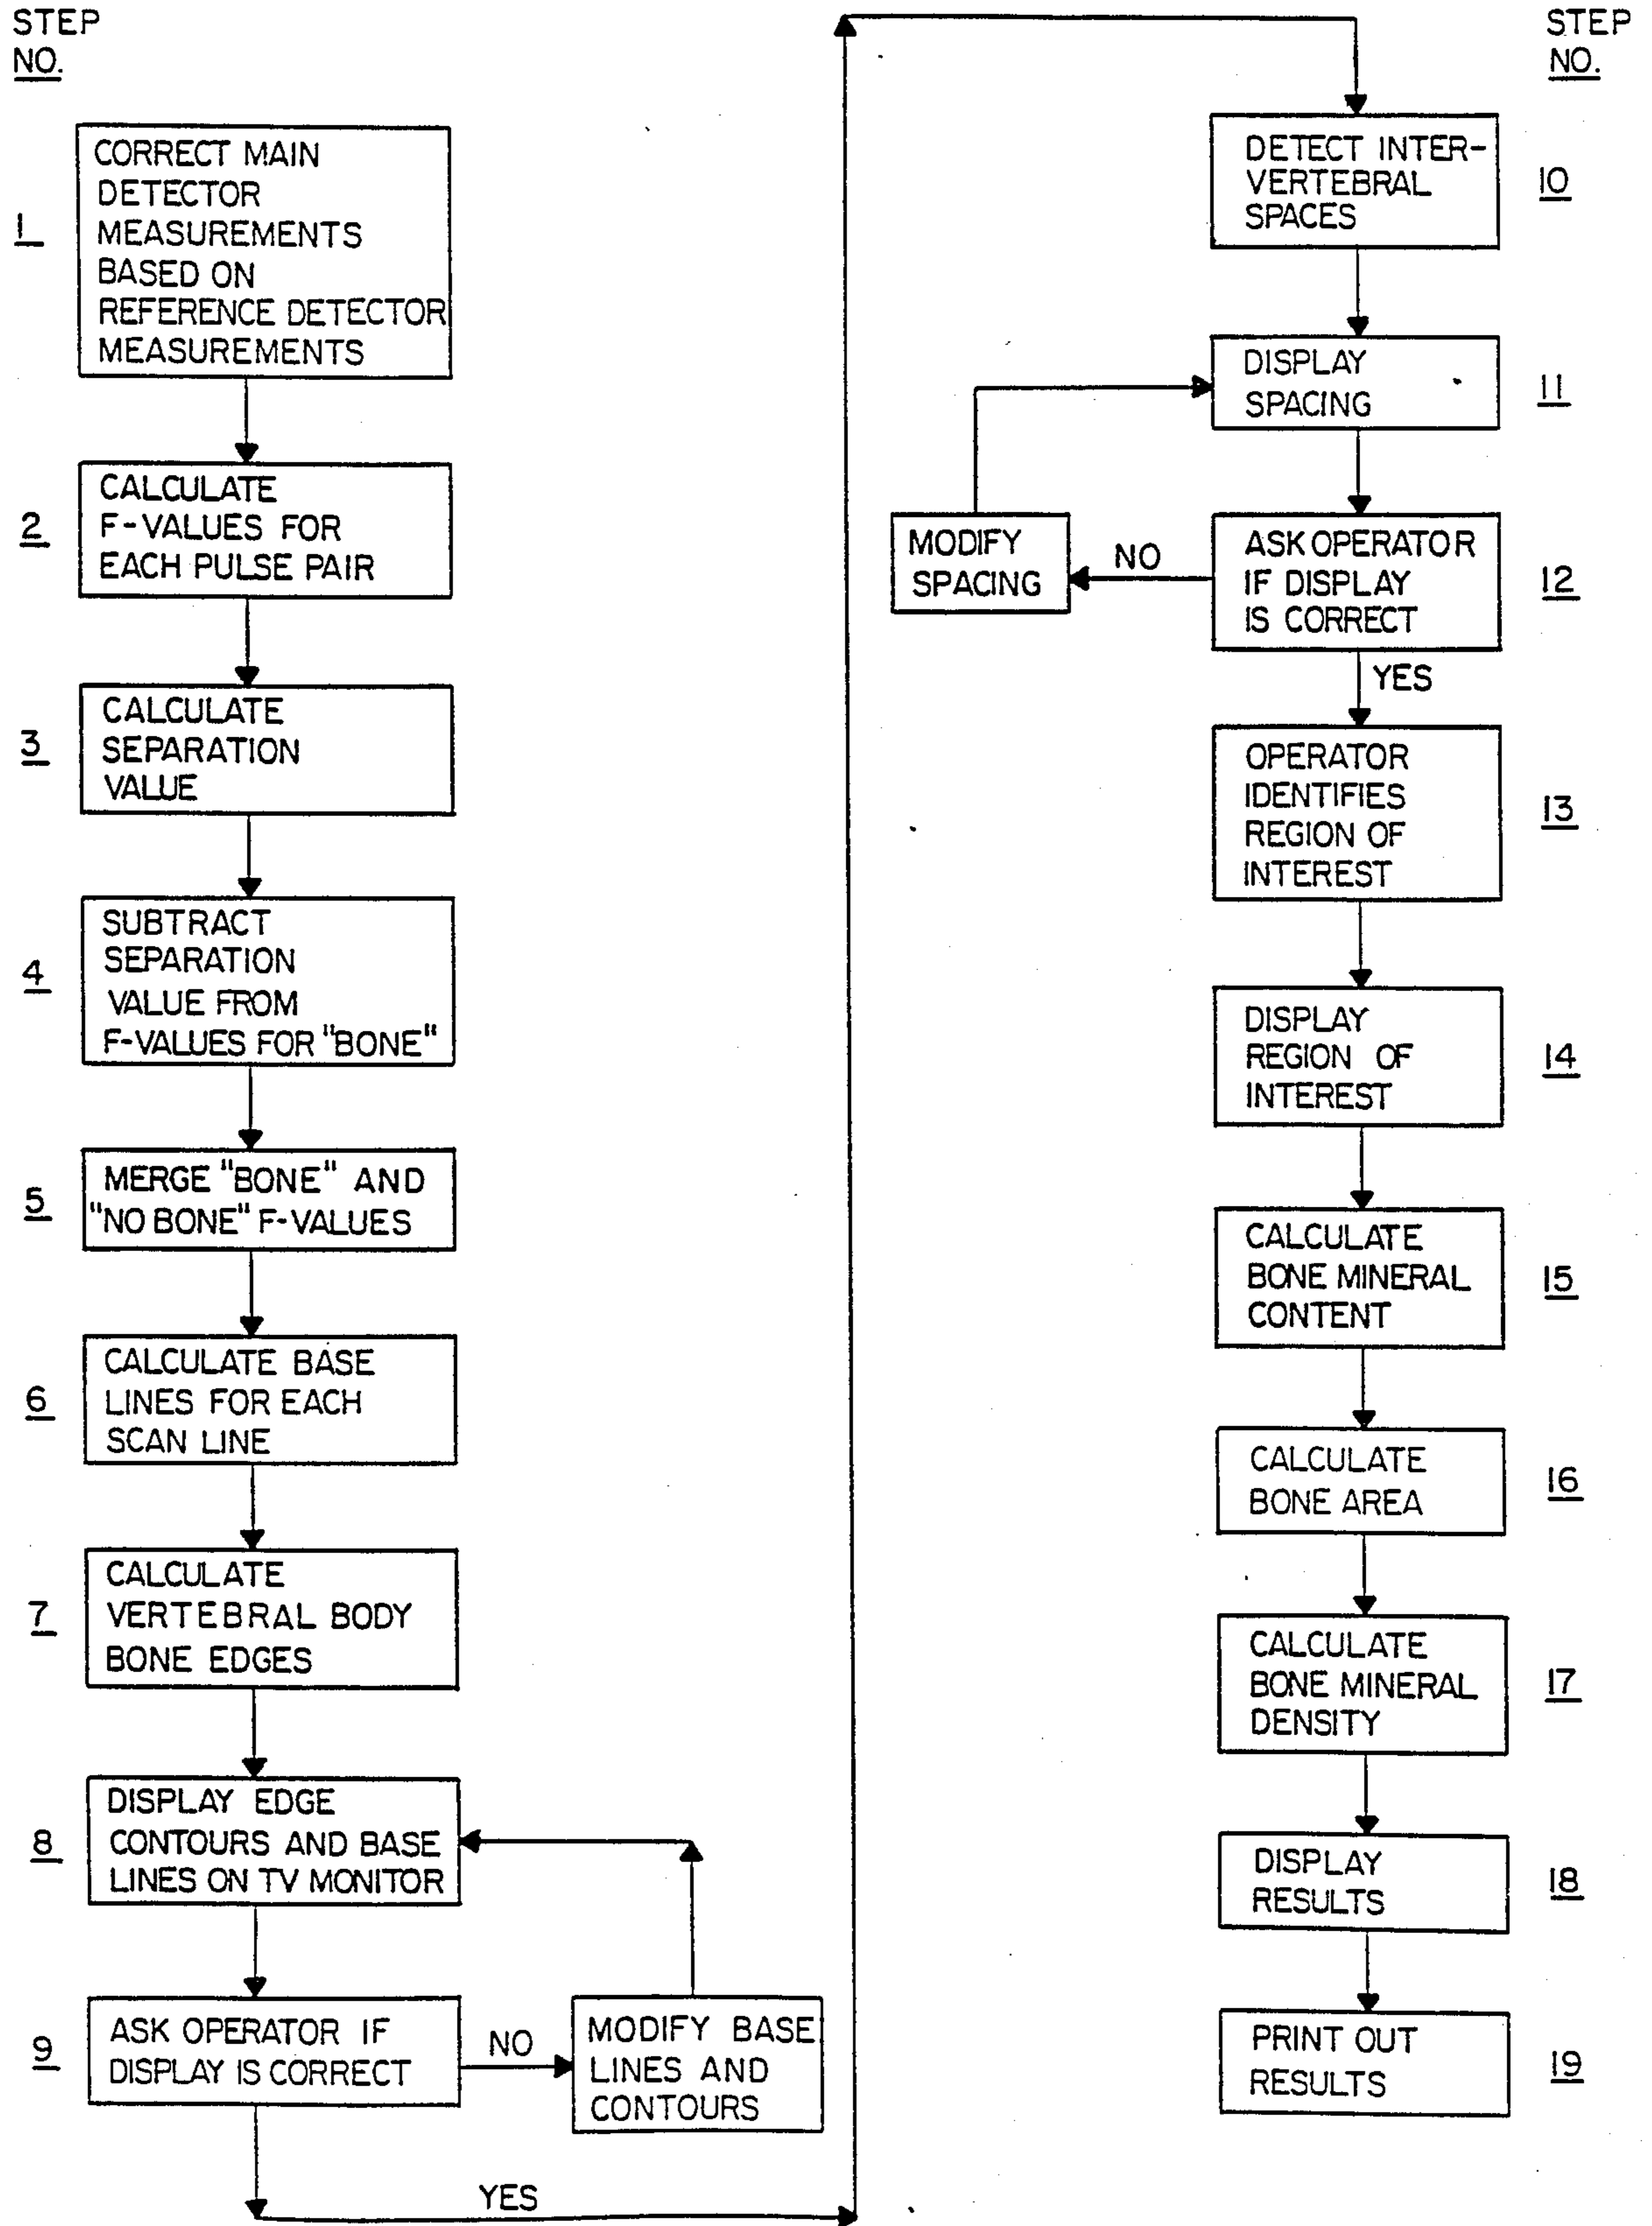 STEP
NO.
1
CORRECT MAIN
DETECTOR
MEASUREMENTS
BASED ON
REFERENCE DETECTOR
MEASUREMENTS
2
CALCULATE
F-VALUES FOR
EACH PULSE PAIR
3
CALCULATE
SEPARATION
VALUE
4
SUBTRACT
SEPARATION
VALUE FROM
F-VALUES FOR "BONE"
5
MERGE "BONE" AND
"NO BONE" F-VALUES
6
CALCULATE BASE
LINES FOR EACH
SCAN LINE
7
CALCULATE
VERTEBRAL BODY
BONE EDGES
8
DISPLAY EDGE
CONTOURS AND BASE
LINES ON TV MONITOR
9
ASK OPERATOR IF
DISPLAY IS CORRECT
NO
MODIFY BASE
LINES AND
CONTOURS
YES
STEP
NO.
DETECT INTER-
VERTEBRAL
SPACES
10
DISPLAY
SPACING
11
MODIFY
SPACING
NO
ASK OPERATOR
IF DISPLAY
IS CORRECT
12
YES
OPERATOR
IDENTIFIES
REGION OF
INTEREST
13
DISPLAY
REGION OF
INTEREST
14
CALCULATE
BONE MINERAL
CONTENT
15
CALCULATE
BONE AREA
16
CALCULATE
BONE MINERAL
DENSITY
17
DISPLAY
RESULTS
18
PRINT OUT
RESULTS
19